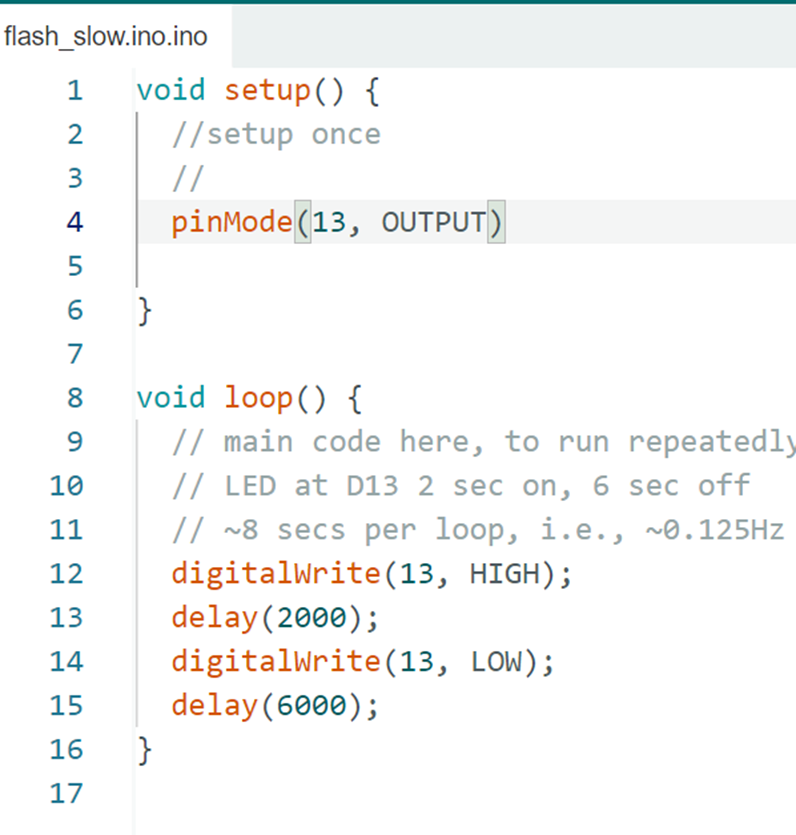 flash_slow.ino.ino
1 void setup() {
2 //setup once
3 //
4 pinMode(13, OUTPUT)
5
6 }
7
8 void loop() {
9 // main code here, to run repeatedly
10 // LED at D13 2 sec on, 6 sec off
11 // ~8 secs per loop, i.e., ~0.125Hz
12 digitalWrite(13, HIGH);
13 delay(2000);
14 digitalWrite(13, LOW);
15 delay(6000);
16 }
17